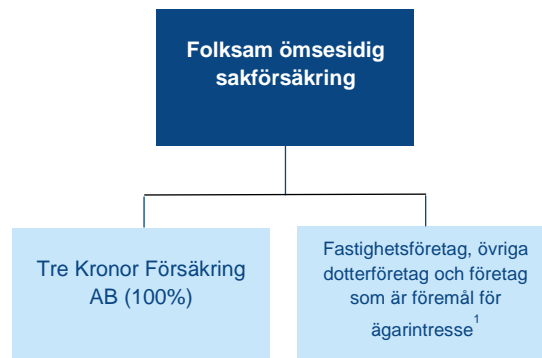 Folksam ömsesidig
sakförsäkring
Tre Kronor Försäkring
AB (100%)
Fastighetsföretag, övriga
dotterföretag och företag
som är föremål för
ägarintresse¹